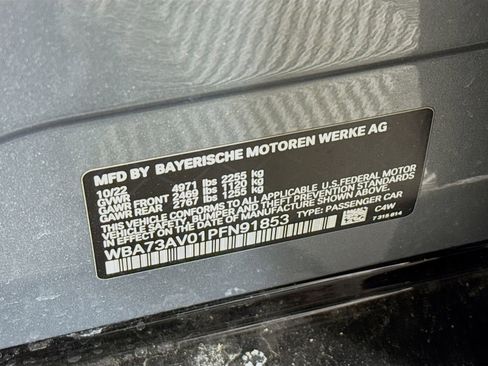 MFD BY BAYERISCHE MOTOREN WERKE AG
10/22
GVWR 4971 lbs 2255 kg
GAWR FRONT 2469 lbs 1120 kg
GAWR REAR 2767 lbs 1255 kg
THIS CAR CONFORMS TO ALL APPLICABLE U.S.FEDERAL MOTOR
VEHICLE SAFETY, BUMPER AND THEFT PREVENTION STANDARDS
IN EFFECT ON THE DATE OF MANUFACTURE SHOWN ABOVE.
WBA73AV01PFN91853 TYPE: PASSENGER CAR
C4W
7 315 614